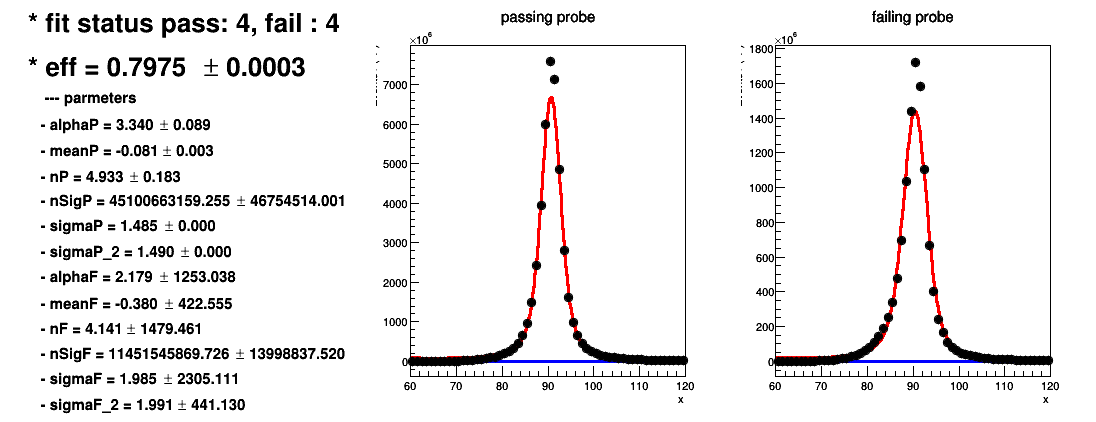 * fit status pass: 4, fail : 4
* eff = 0.7975 ± 0.0003
--- parmeters
- alphaP = 3.340 ± 0.089
- meanP = -0.081 ± 0.003
- nP = 4.933 ± 0.183
- nSigP = 45100663159.255 ± 46754514.001
- sigmaP = 1.485 ± 0.000
- sigmaP_2 = 1.490 ± 0.000
- alphaF = 2.179 ± 1253.038
- meanF = -0.380 ± 422.555
- nF = 4.141 ± 1479.461
- nSigF = 11451545869.726 ± 13998837.520
- sigmaF = 1.985 ± 2305.111
- sigmaF_2 = 1.991 ± 441.130
passing probe
×10⁶
7000
6000
5000
4000
3000
2000
1000
0
60 70 80 90 100 110 120
x
failing probe
×10⁶
1800
1600
1400
1200
1000
800
600
400
200
0
60 70 80 90 100 110 120
x